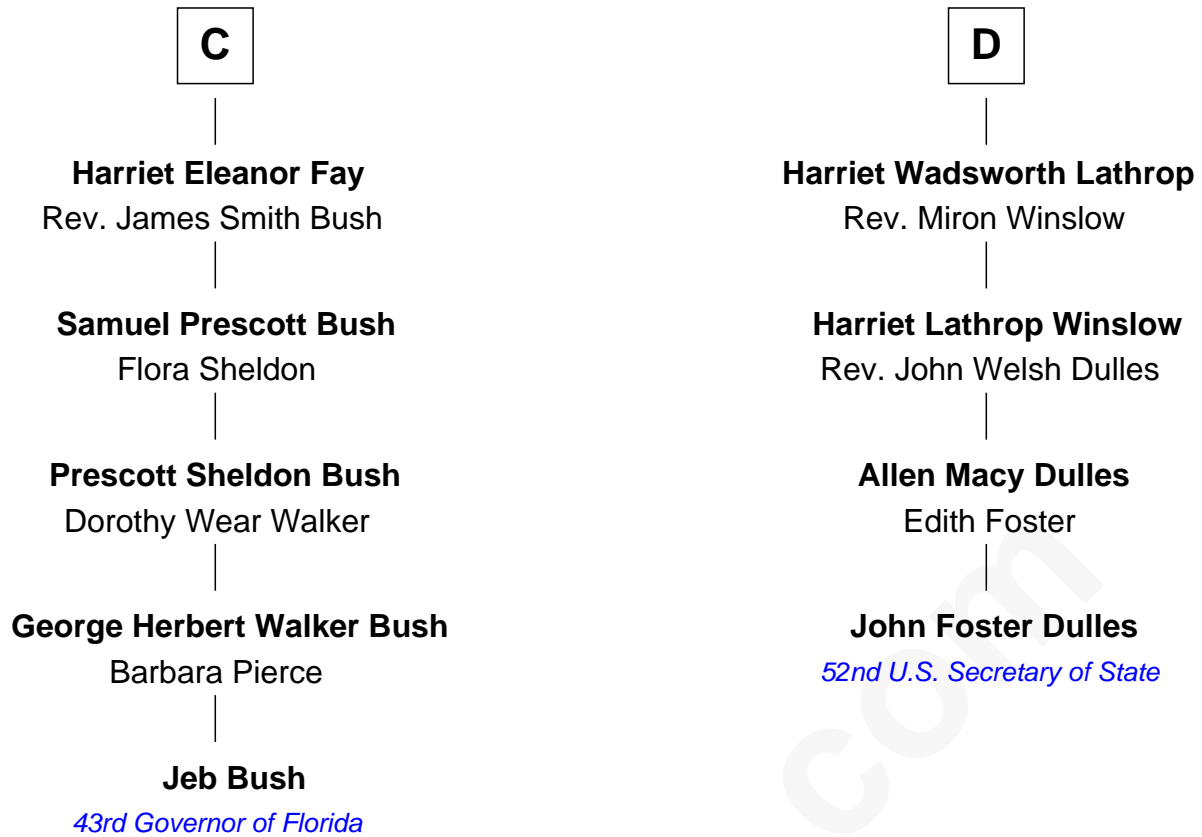 C
Harriet Eleanor Fay
Rev. James Smith Bush
Samuel Prescott Bush
Flora Sheldon
Prescott Sheldon Bush
Dorothy Wear Walker
George Herbert Walker Bush
Barbara Pierce
Jeb Bush
43rd Governor of Florida
D
Harriet Wadsworth Lathrop
Rev. Miron Winslow
Harriet Lathrop Winslow
Rev. John Welsh Dulles
Allen Macy Dulles
Edith Foster
John Foster Dulles
52nd U.S. Secretary of State
com